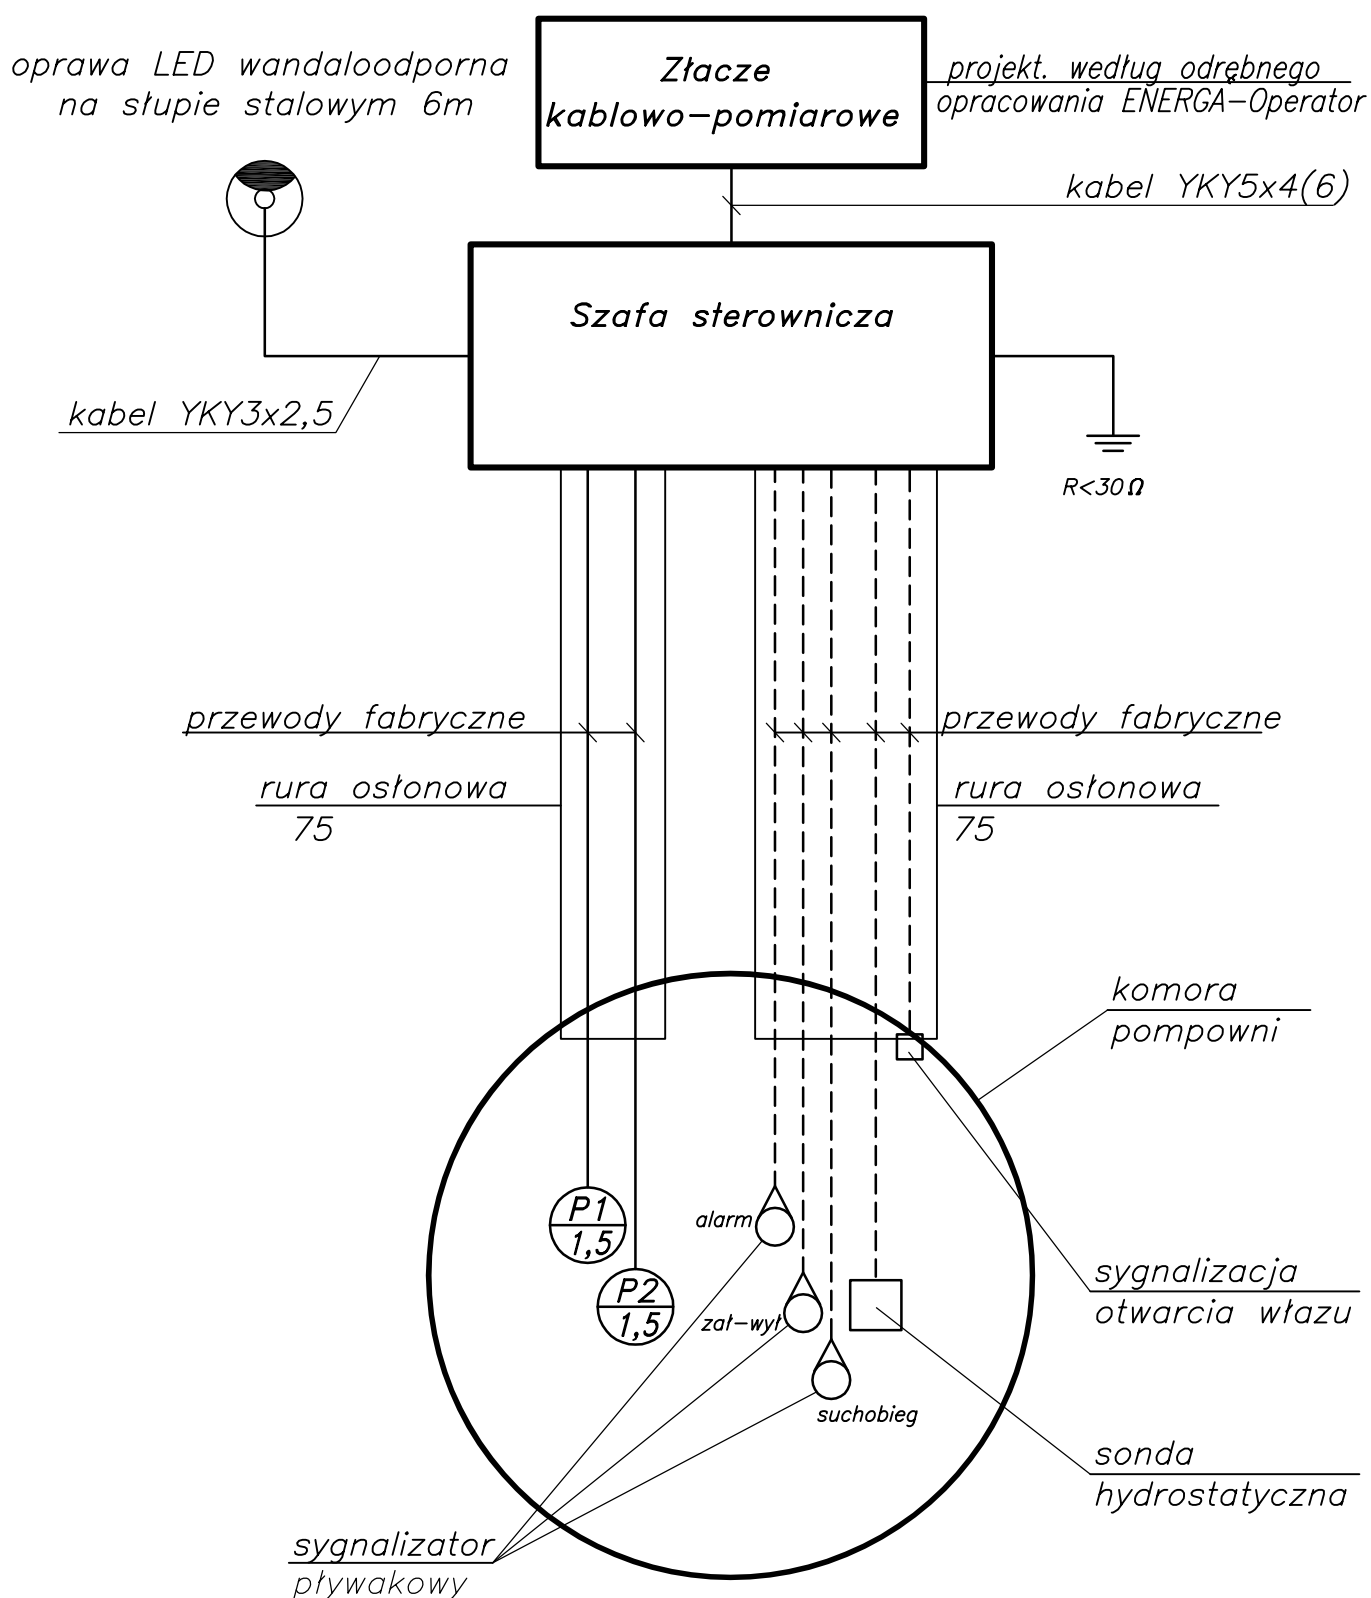 oprawa LED wandaloodporna
na słupie stalowym 6m
Złacze
kablowo-pomiarowe
projekt. według odrębnego
opracowania ENERGA-Operator
kabel YKY5x4(6)
Szafa sterownicza
kabel YKY3x2,5
R<30Ω
przewody fabryczne
przewody fabryczne
rura osłonowa
75
rura osłonowa
75
komora
pompowni
P1
1,5
P2
1,5
alarm
zał-wył
suchobieg
sygnalizacja
otwarcia włazu
sonda
hydrostatyczna
sygnalizator
pływakowy